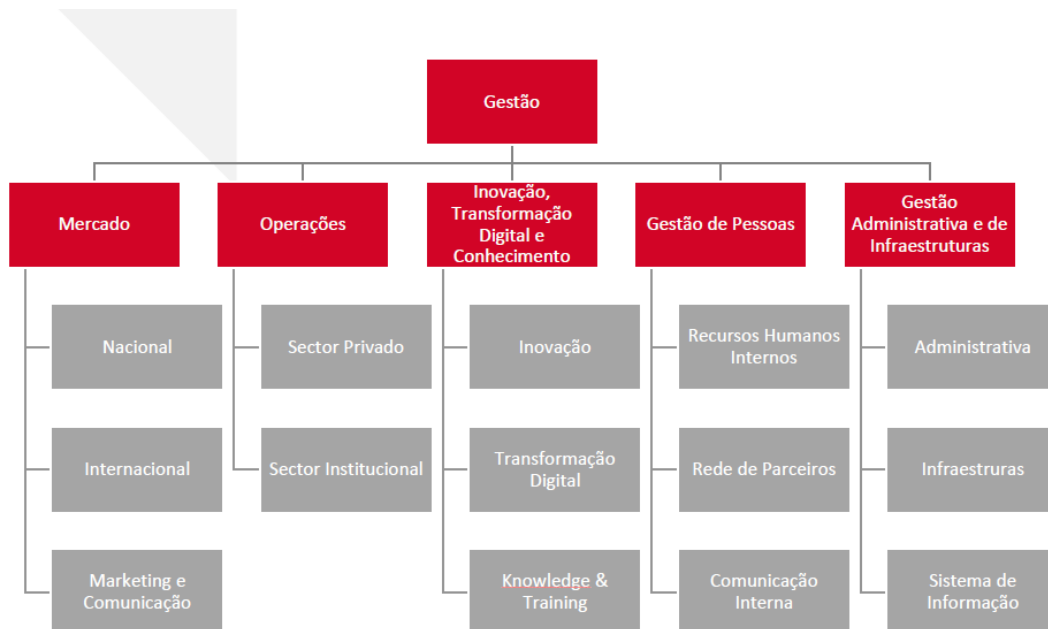 Gestão
Mercado
Operações
Inovação,
Transformação
Digital e
Conhecimento
Gestão de Pessoas
Gestão
Administrativa e de
Infraestruturas
Nacional
Sector Privado
Inovação
Recursos Humanos
Internos
Administrativa
Internacional
Sector Institucional
Transformação
Digital
Rede de Parceiros
Infraestruras
Marketing e
Comunicação
Knowledge &
Training
Comunicação
Interna
Sistema de
Informação